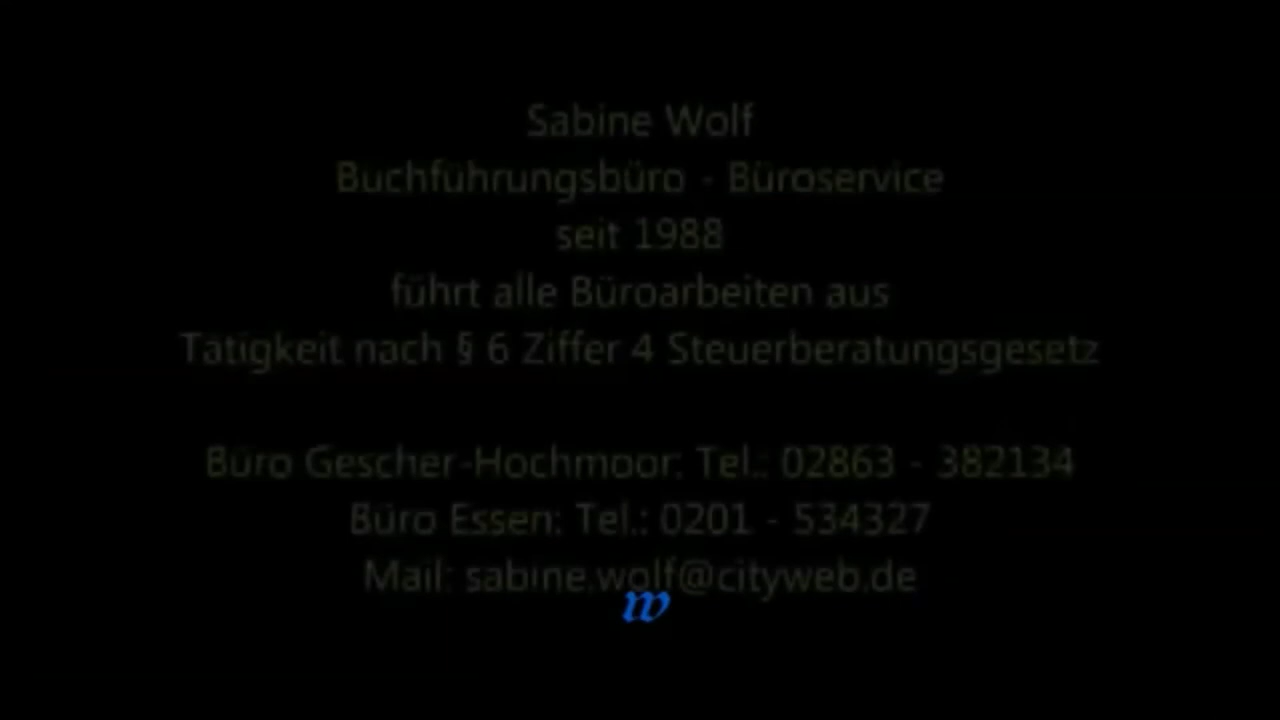 Sabine Wolf
Buchführungsbüro - Büroservice
seit 1988
führt alle Büroarbeiten aus
Tätigkeit nach § 6 Ziffer 4 Steuerberatungsgesetz
Büro Gescher-Hochmoor: Tel.: 02863 - 382134
Büro Essen: Tel.: 0201 - 534327
Mail: sabine.wolf@cityweb.de
w